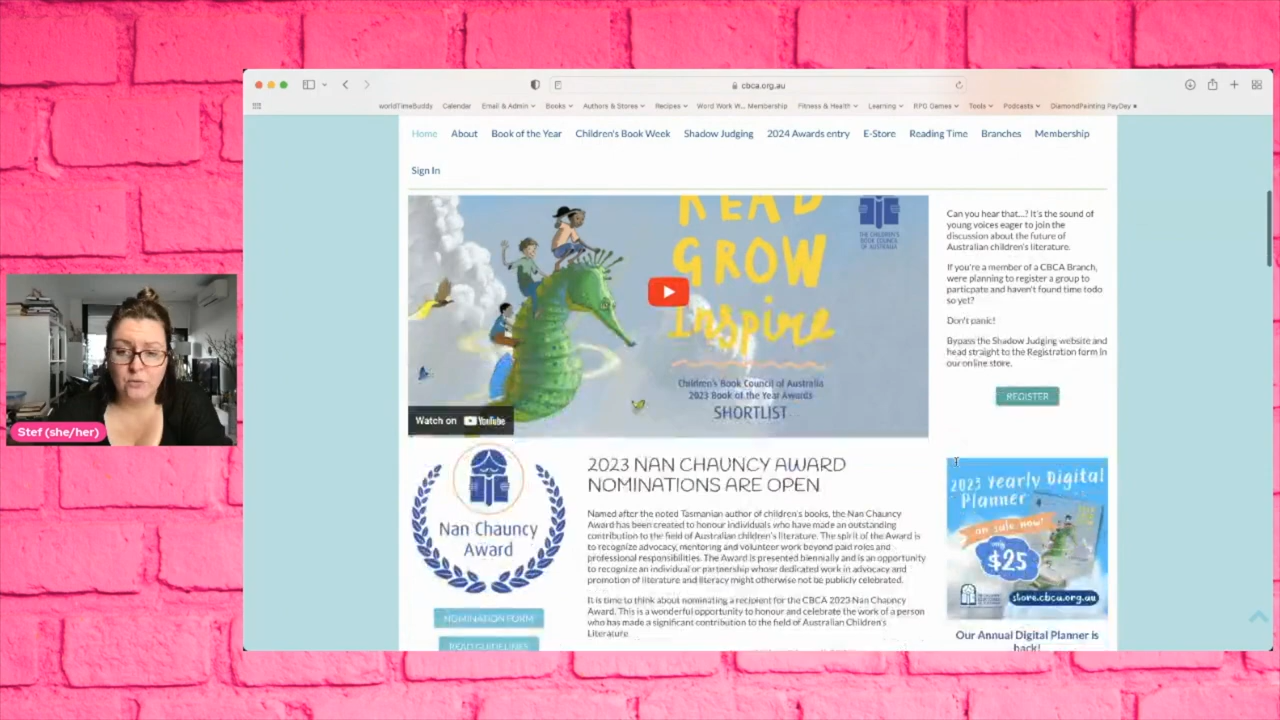 cbca.org.au
worldTimeBuddy Calendar Email & Admin Books Authors & Stores Recipes Word Work W... Membership Fitness & Health Learning RPG Games Tools Podcasts DiamondPainting PayDey
Home About Book of the Year Children's Book Week Shadow Judging 2024 Awards entry E-Store Reading Time Branches Membership
Sign In
READ
GROW
Inspire
Children's Book Council of Australia
2023 Book of the Year Awards
SHORTLIST
THE CHILDREN'S
BOOK COUNCIL
OF AUSTRALIA
Watch on YouTube
Can you hear that...? It's the sound of
young voices eager to join the
discussion about the future of
Australian children's literature.
If you're a member of a CBCA Branch,
were planning to register a group to
particpate and haven't found time todo
so yet?
Don't panic!
Bypass the Shadow Judging website and
head straight to the Registration form in
our online store.
REGISTER
Stef (she/her)
Nan Chauncy
Award
NOMINATION FORM
2023 NAN CHAUNCY AWARD
NOMINATIONS ARE OPEN
Named after the noted Tasmanian author of children's books, the Nan Chauncy
Award has been created to honour individuals who have made an outstanding
contribution to the field of Australian children's literature. The spirit of the Award is
to recognize advocacy, mentoring and volunteer work beyond paid roles and
professional responsibilities. The Award is presented biennially and is an opportunity
to recognize an individual or partnership whose dedicated work in advocacy and
promotion of literature and literacy might otherwise not be publicly celebrated.
It is time to think about nominating a recipient for the CBCA 2023 Nan Chauncy
Award. This is a wonderful opportunity to honour and celebrate the work of a person
who has made a significant contribution to the field of Australian Children's
Literature
2023 Yearly Digital
Planner
on sale now!
only
$25
store.cbca.org.au
Our Annual Digital Planner is
back!